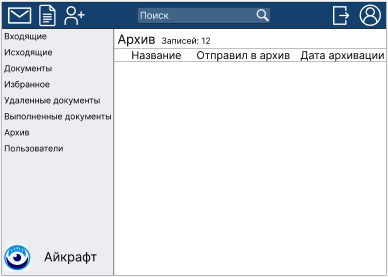 Поиск
Входящие
Исходящие
Документы
Избранное
Удаленные документы
Выполненные документы
Архив
Пользователи
Айкрафт
Архив Записей: 12
Название Отправил в архив Дата архивации